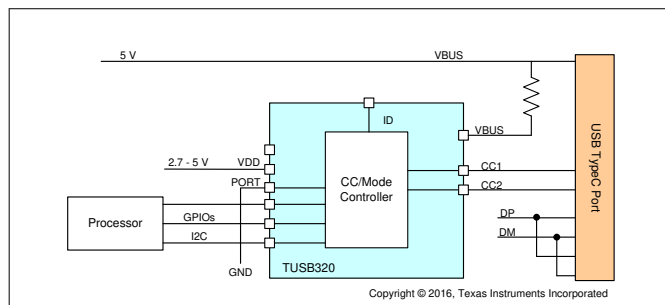 5 V
VBUS
ID
VBUS
2.7 - 5 V
VDD
PORT
CC/Mode
Controller
CC1
CC2
USB TypeC Port
Processor
GPIOs
I2C
DP
DM
GND
TUSB320
Copyright © 2016, Texas Instruments Incorporated